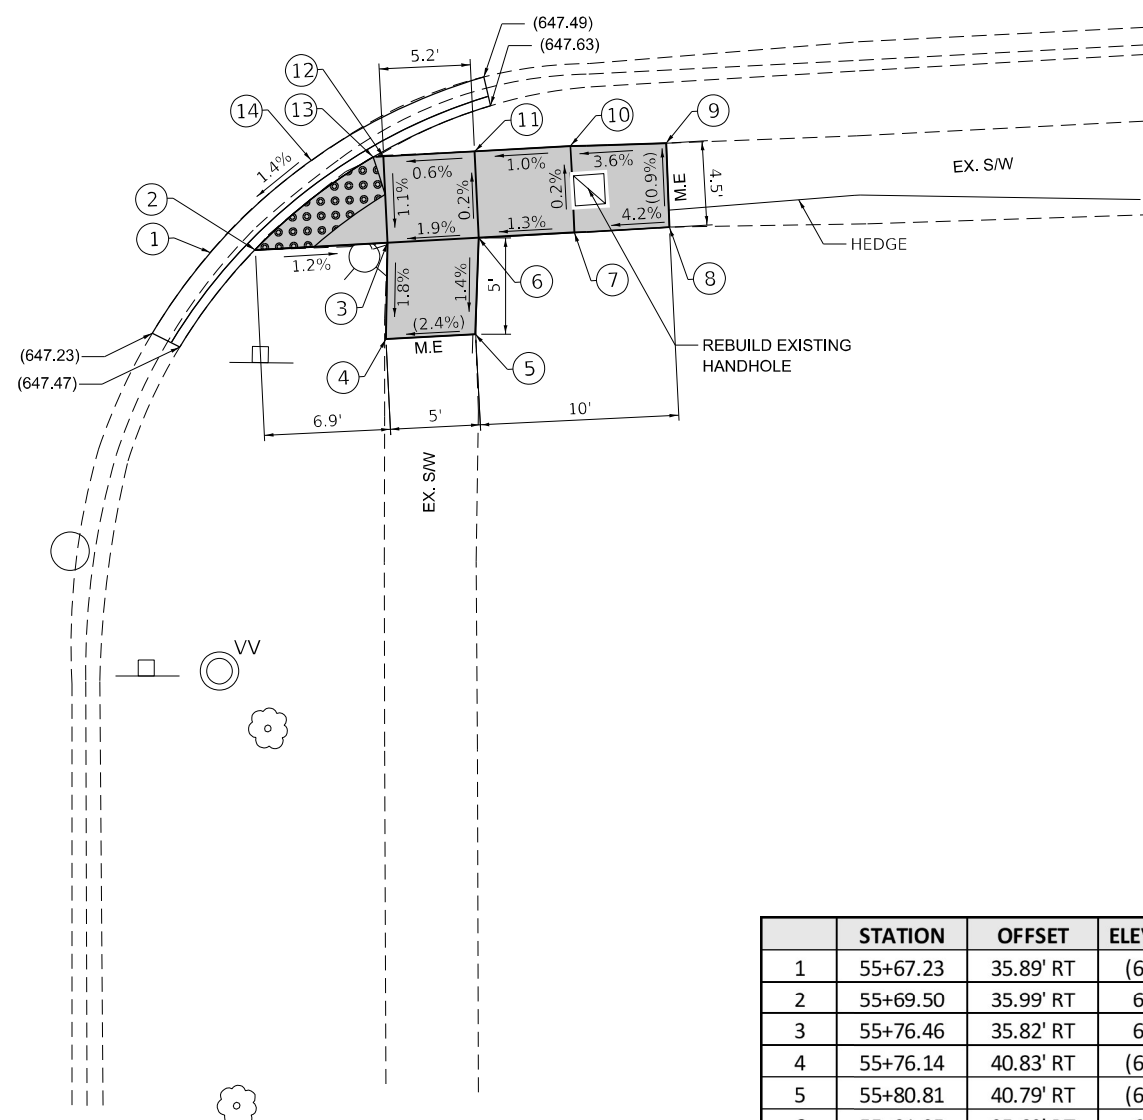 (647.49)
(647.63)
5.2'
12
13
14
11
10
9
1.4%
0.6%
1.0%
3.6%
1.1%
0.2%
0.2%
(0.9%)
M.E
4.5'
EX. S/W
2
1
1.9%
1.3%
4.2%
HEDGE
1.2%
3
1.8%
1.4%
5'
6
7
8
(2.4%)
M.E
(647.23)
(647.47)
4
5
REBUILD EXISTING
HANDHOLE
6.9'
5'
10'
EX. S/W
VV
STATION OFFSET
1 55+67.23 35.89' RT
2 55+69.50 35.99' RT
3 55+76.46 35.82' RT
4 55+76.14 40.83' RT
5 55+80.81 40.79' RT